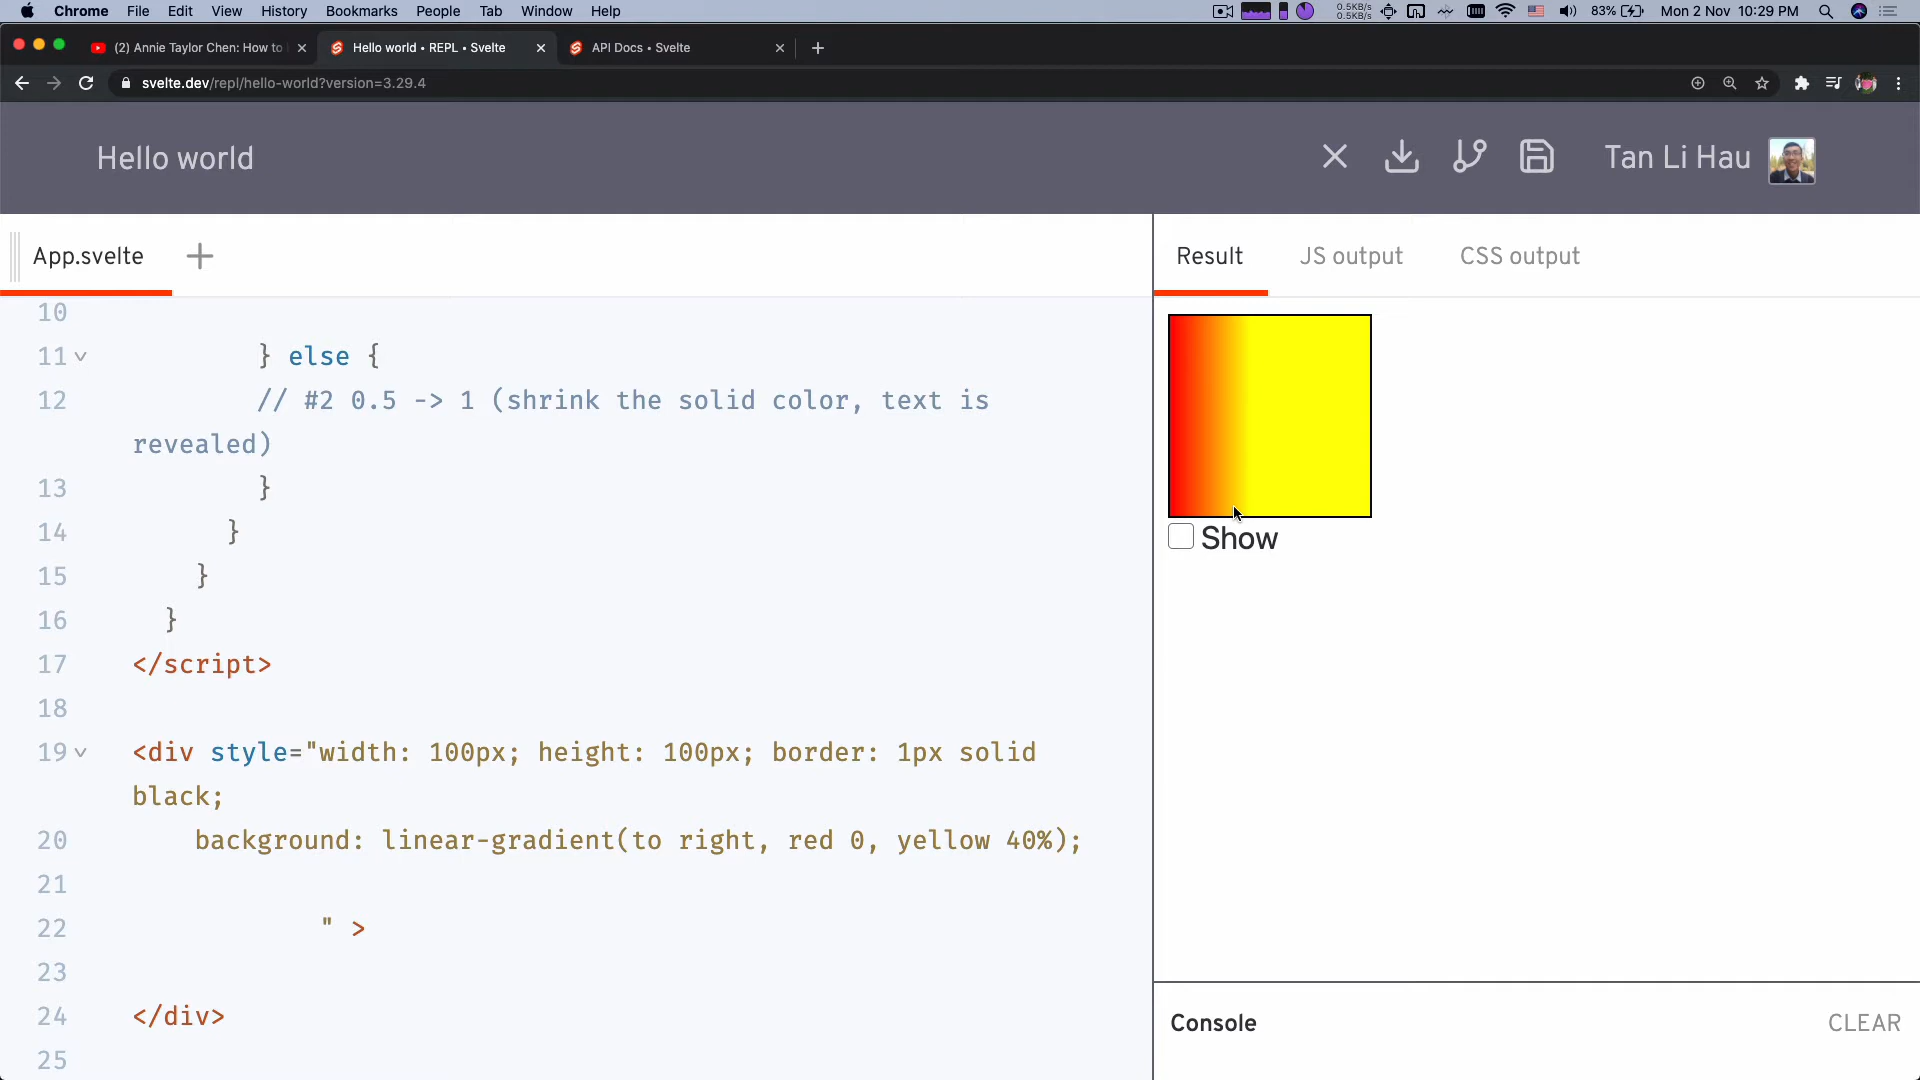 Chrome File Edit View History Bookmarks People Tab Window Help
0.5KB/s
0.5KB/s
83%
Mon 2 Nov 10:29 PM
(2) Annie Taylor Chen: How to
Hello world • REPL • Svelte
API Docs • Svelte
svelte.dev/repl/hello-world?version=3.29.4
Hello world
Tan Li Hau
App.svelte
Result JS output CSS output
10
11 } else {
12 // #2 0.5 -> 1 (shrink the solid color, text is
revealed)
13 }
14 }
15 }
16 }
17 </script>
18
19 <div style="width: 100px; height: 100px; border: 1px solid
black;
20 background: linear-gradient(to right, red 0, yellow 40%);
21
22 " >
23
24 </div>
25
Show
Console CLEAR